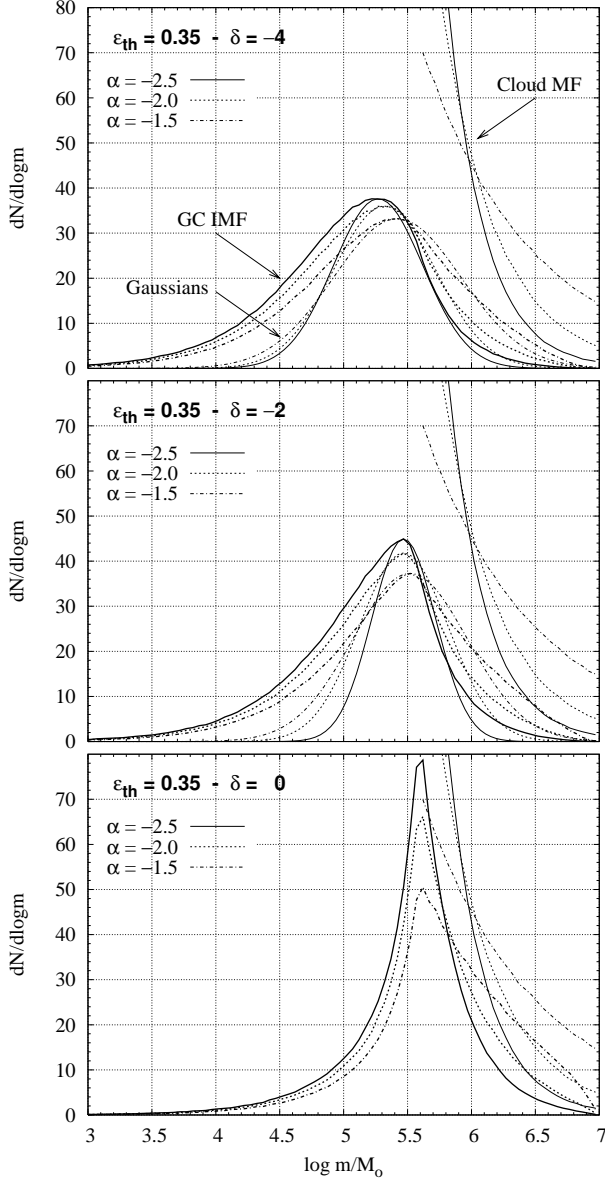 80
ε_th = 0.35 - δ = −4
70
α = −2.5
α = −2.0
α = −1.5
Cloud MF
60
50
dN/dlogm
40
GC IMF
30
20
Gaussians
10
0
ε_th = 0.35 - δ = −2
70
α = −2.5
α = −2.0
α = −1.5
60
50
dN/dlogm
40
30
20
10
0
ε_th = 0.35 - δ = 0
70
α = −2.5
α = −2.0
α = −1.5
60
50
dN/dlogm
40
30
20
10
0
3 3.5 4 4.5 5 5.5 6 6.5 7
log m/M_o